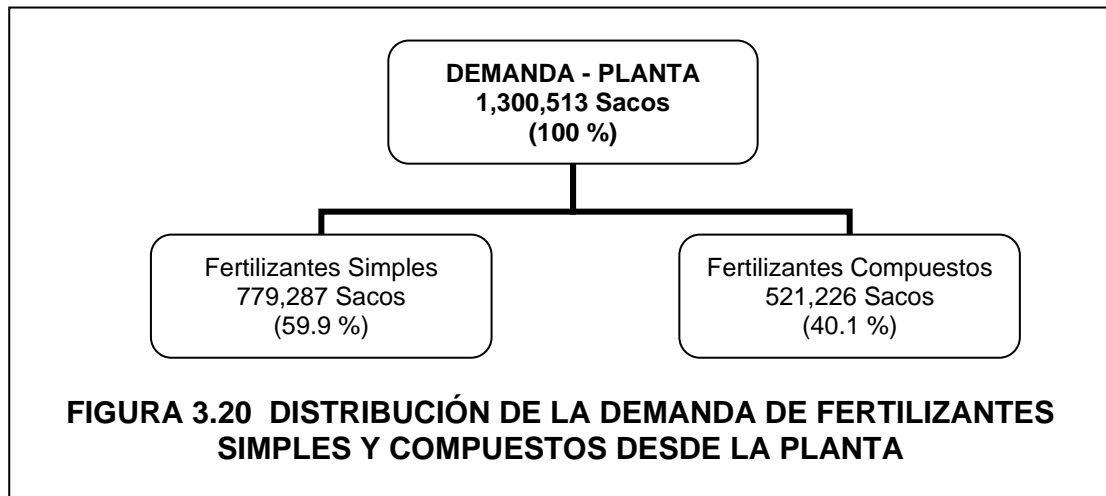 DEMANDA - PLANTA
1,300,513 Sacos
(100 %)
Fertilizantes Simples
779,287 Sacos
(59.9 %)
Fertilizantes Compuestos
521,226 Sacos
(40.1 %)
FIGURA 3.20 DISTRIBUCIÓN DE LA DEMANDA DE FERTILIZANTES
SIMPLES Y COMPUESTOS DESDE LA PLANTA